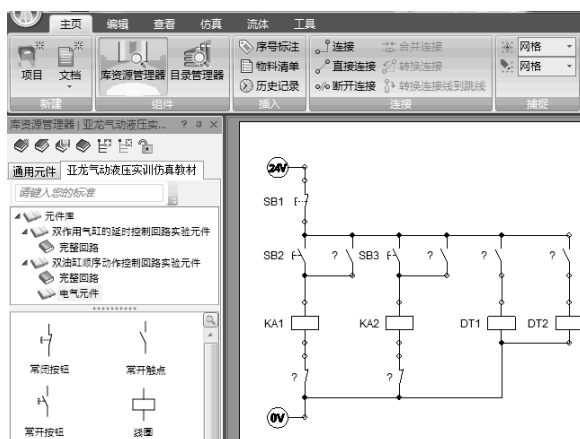 主页 编辑 查看 仿真 流体 工具
序号标注 连接 合并连接 网格
物料清单 直接连接 转换连接 网格
项目 文档 库资源管理器 目录管理器 历史记录 断开连接 转换连接线到跳线
新建 组件 插入 连接 捕捉
库资源管理器 | 亚龙气动液压实... ? × 
通用元件 亚龙气动液压实训仿真教材
请键入您的标准
元件库
双作用气缸的延时控制回路实验元件
完整回路
双油缸顺序动作控制回路实验元件
完整回路
电气元件
常闭按钮 常开触点
常开按钮 线圈
24V
SB1
SB2 ? SB3 ? ? ?
KA1 KA2 DT1 DT2
? ?
0V